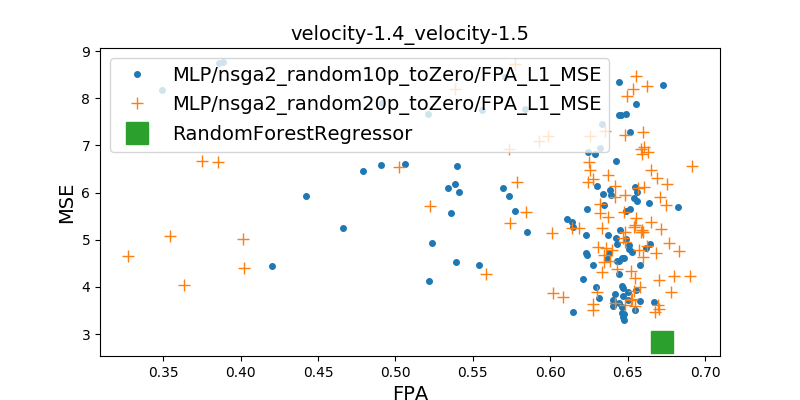 velocity-1.4_velocity-1.5
MLP/nsga2_random10p_toZero/FPA_L1_MSE
MLP/nsga2_random20p_toZero/FPA_L1_MSE
RandomForestRegressor
MSE
9
8
7
6
5
4
3
0.35 0.40 0.45 0.50 0.55 0.60 0.65 0.70
FPA